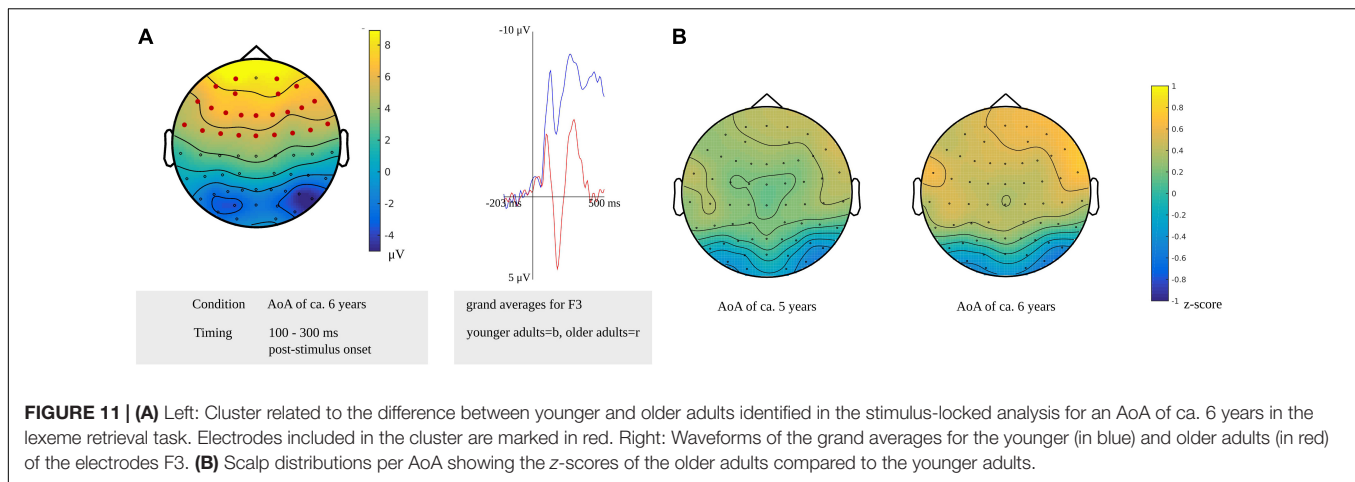 A
B
8
6
4
2
0
-2
-4
μV
-10 μV
-203 ms
500 ms
5 μV
Condition AoA of ca. 6 years
Timing 100 - 300 ms
post-stimulus onset
grand averages for F3
younger adults=b, older adults=r
AoA of ca. 5 years
AoA of ca. 6 years
1
0.8
0.6
0.4
0.2
0
-0.2
-0.4
-0.6
-0.8
-1 z-score
FIGURE 11 | (A) Left: Cluster related to the difference between younger and older adults identified in the stimulus-locked analysis for an AoA of ca. 6 years in the
lexeme retrieval task. Electrodes included in the cluster are marked in red. Right: Waveforms of the grand averages for the younger (in blue) and older adults (in red)
of the electrodes F3. (B) Scalp distributions per AoA showing the z-scores of the older adults compared to the younger adults.